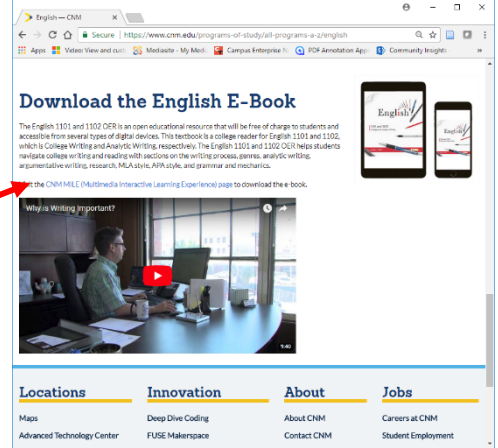 English — CNM
Secure | https://www.cnm.edu/programs-of-study/all-programs-a-z/english
Apps Video: View and cust Mediasite - My Medi Campus Enterprise N PDF Annotation App Community Insights
Download the English E-Book
The English 1101 and 1102 OER is an open educational resource that will be free of charge to students and
accessible from several types of digital devices. This textbook is a college reader for English 1101 and 1102,
which is College Writing and Analytic Writing, respectively. The English 1101 and 1102 OER helps students
navigate college writing and reading with sections on the writing process, genres, analytic writing,
argumentative writing, research, MLA style, APA style, and grammar and mechanics.
the CNM MILE (Multimedia Interactive Learning Experience) page to download the e-book.
English
English
Why is Writing Important?
1:40
Locations Innovation About Jobs
Maps Deep Dive Coding About CNM Careers at CNM
Advanced Technology Center FUSE Makerspace Contact CNM Student Employment